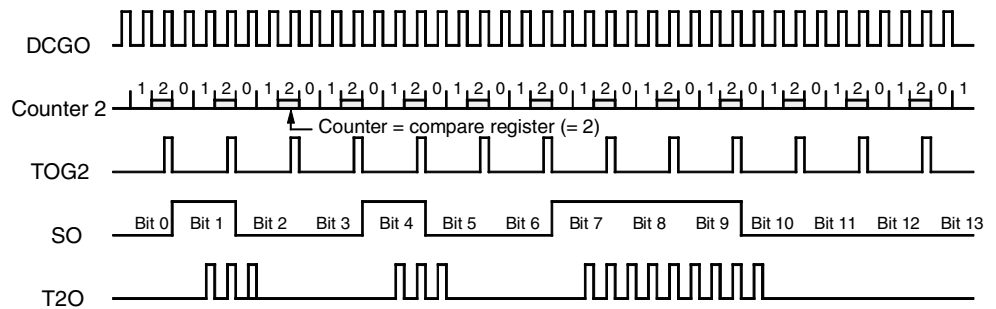 DCGO
1 2 0 1 2 0 1 2 0 1 2 0 1 2 0 1 2 0 1 2 0 1 2 0 1 2 0 1 2 0 1 2 0 1 2 0 1 2 0 1
Counter 2
Counter = compare register (= 2)
TOG2
Bit 0 Bit 1 Bit 2 Bit 3 Bit 4 Bit 5 Bit 6 Bit 7 Bit 8 Bit 9 Bit 10 Bit 11 Bit 12 Bit 13
SO
T2O